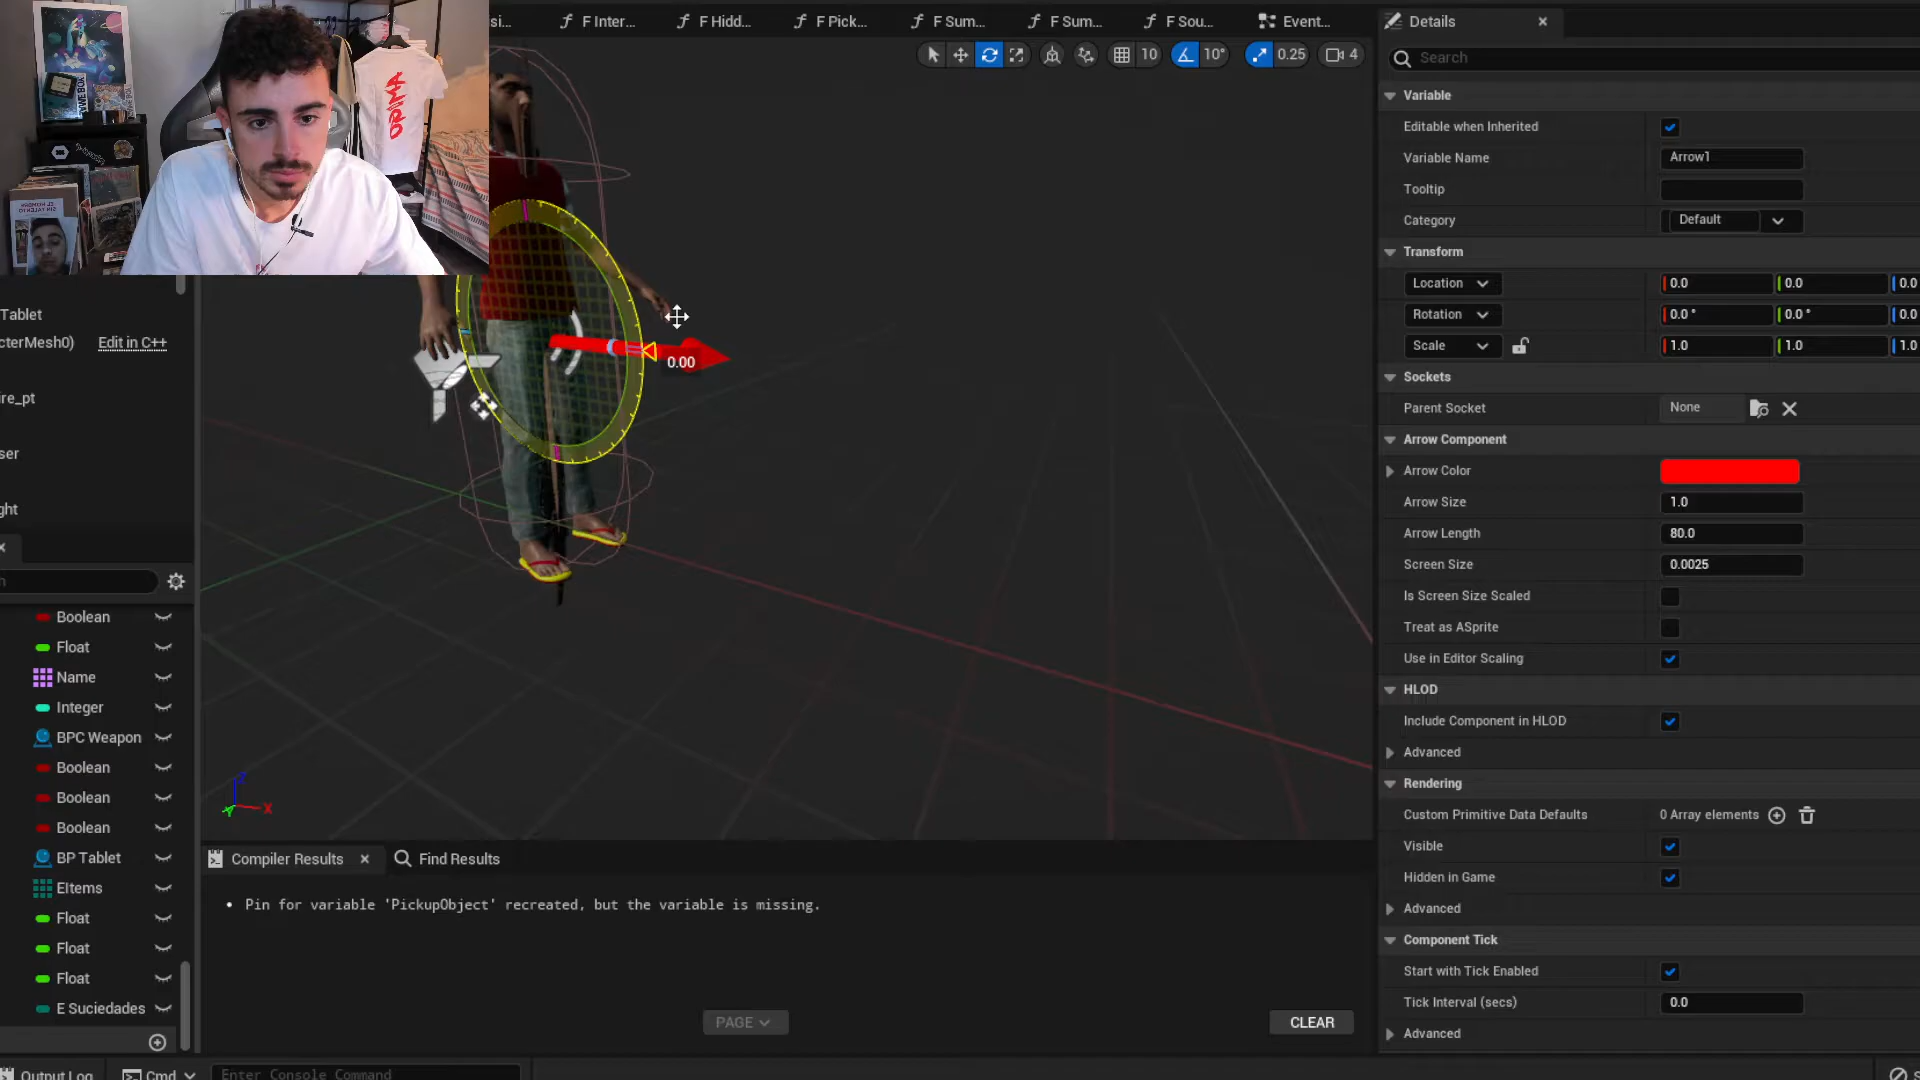 si...
F Inter...
F Hidd...
F Pick...
F Sum...
F Sum...
F Sou...
Event...
10
10°
0.25
4
AMIRO
0.00
X
Tablet
cterMesh0)
Edit in C++
ire_pt
ser
ght
Boolean
Float
Name
Integer
BPC Weapon
Boolean
Boolean
Boolean
BP Tablet
EItems
Float
Float
Float
E Suciedades
Compiler Results
Find Results
• Pin for variable 'PickupObject' recreated, but the variable is missing.
PAGE
CLEAR
Output Log
Cmd
Enter Console Command
Details
Search
Variable
Editable when Inherited
Variable Name
Arrow1
Tooltip
Category
Default
Transform
Location
0.0
0.0
0.0
Rotation
0.0 °
0.0 °
0.0
Scale
1.0
1.0
1.0
Sockets
Parent Socket
None
Arrow Component
Arrow Color
Arrow Size
1.0
Arrow Length
80.0
Screen Size
0.0025
Is Screen Size Scaled
Treat as ASprite
Use in Editor Scaling
HLOD
Include Component in HLOD
Advanced
Rendering
Custom Primitive Data Defaults
0 Array elements
Visible
Hidden in Game
Advanced
Component Tick
Start with Tick Enabled
Tick Interval (secs)
0.0
Advanced